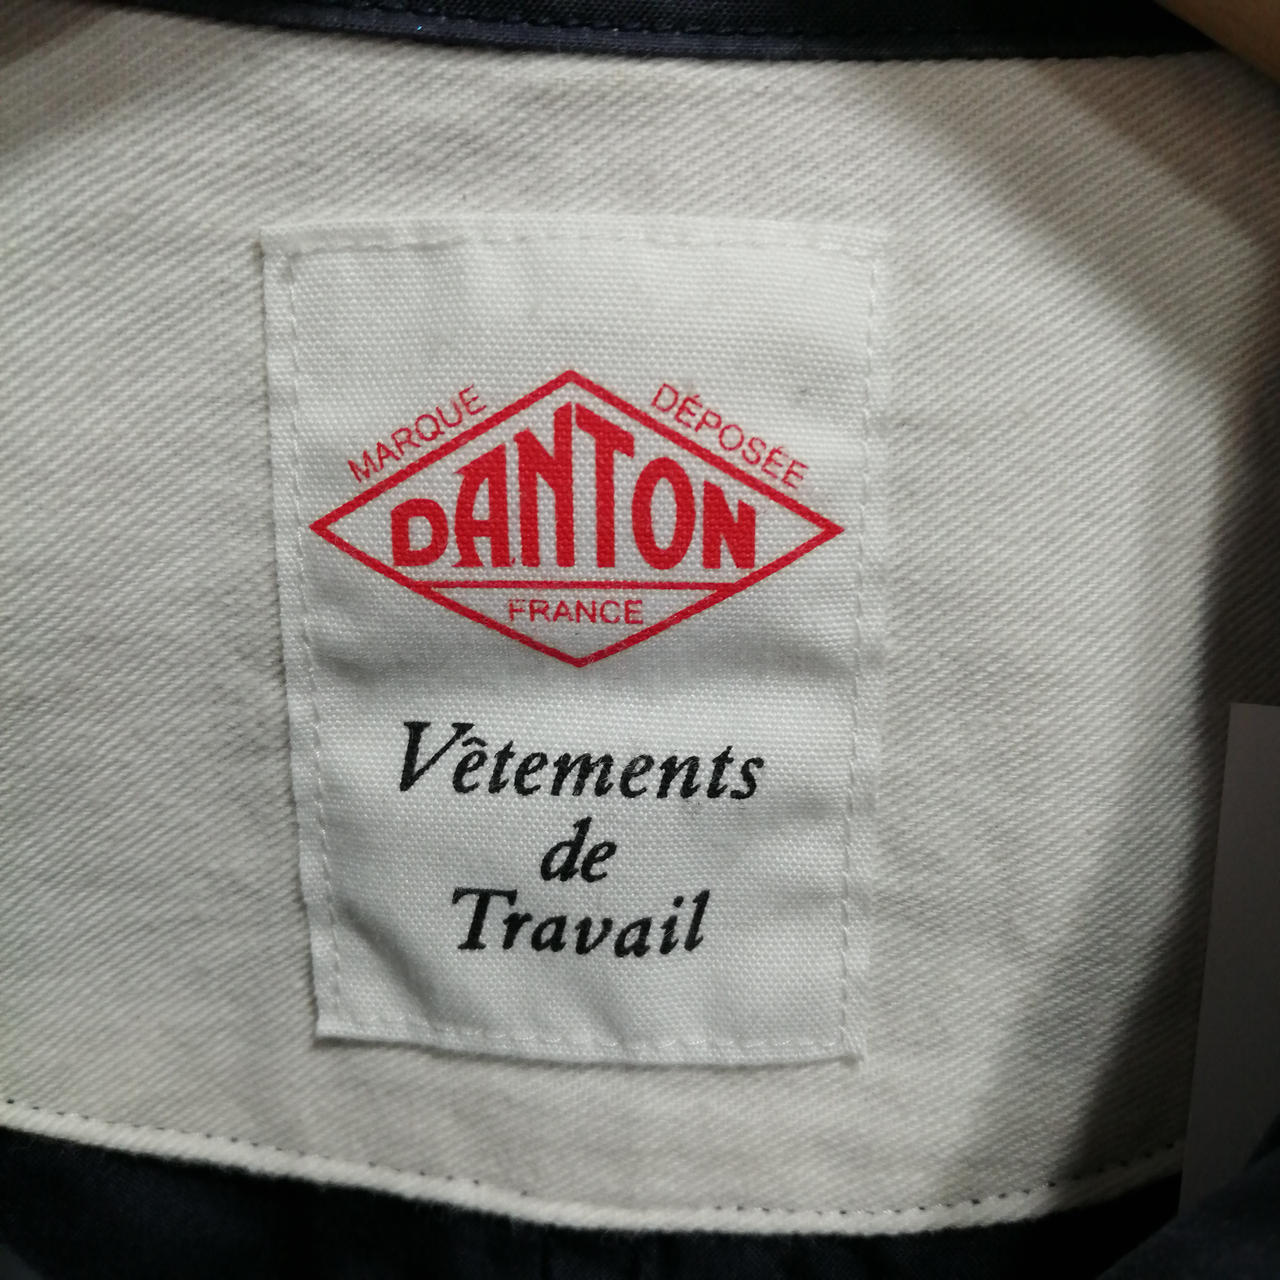 MARQUE DÉPOSÉE
DANTON
FRANCE
Vêtements
de
Travail